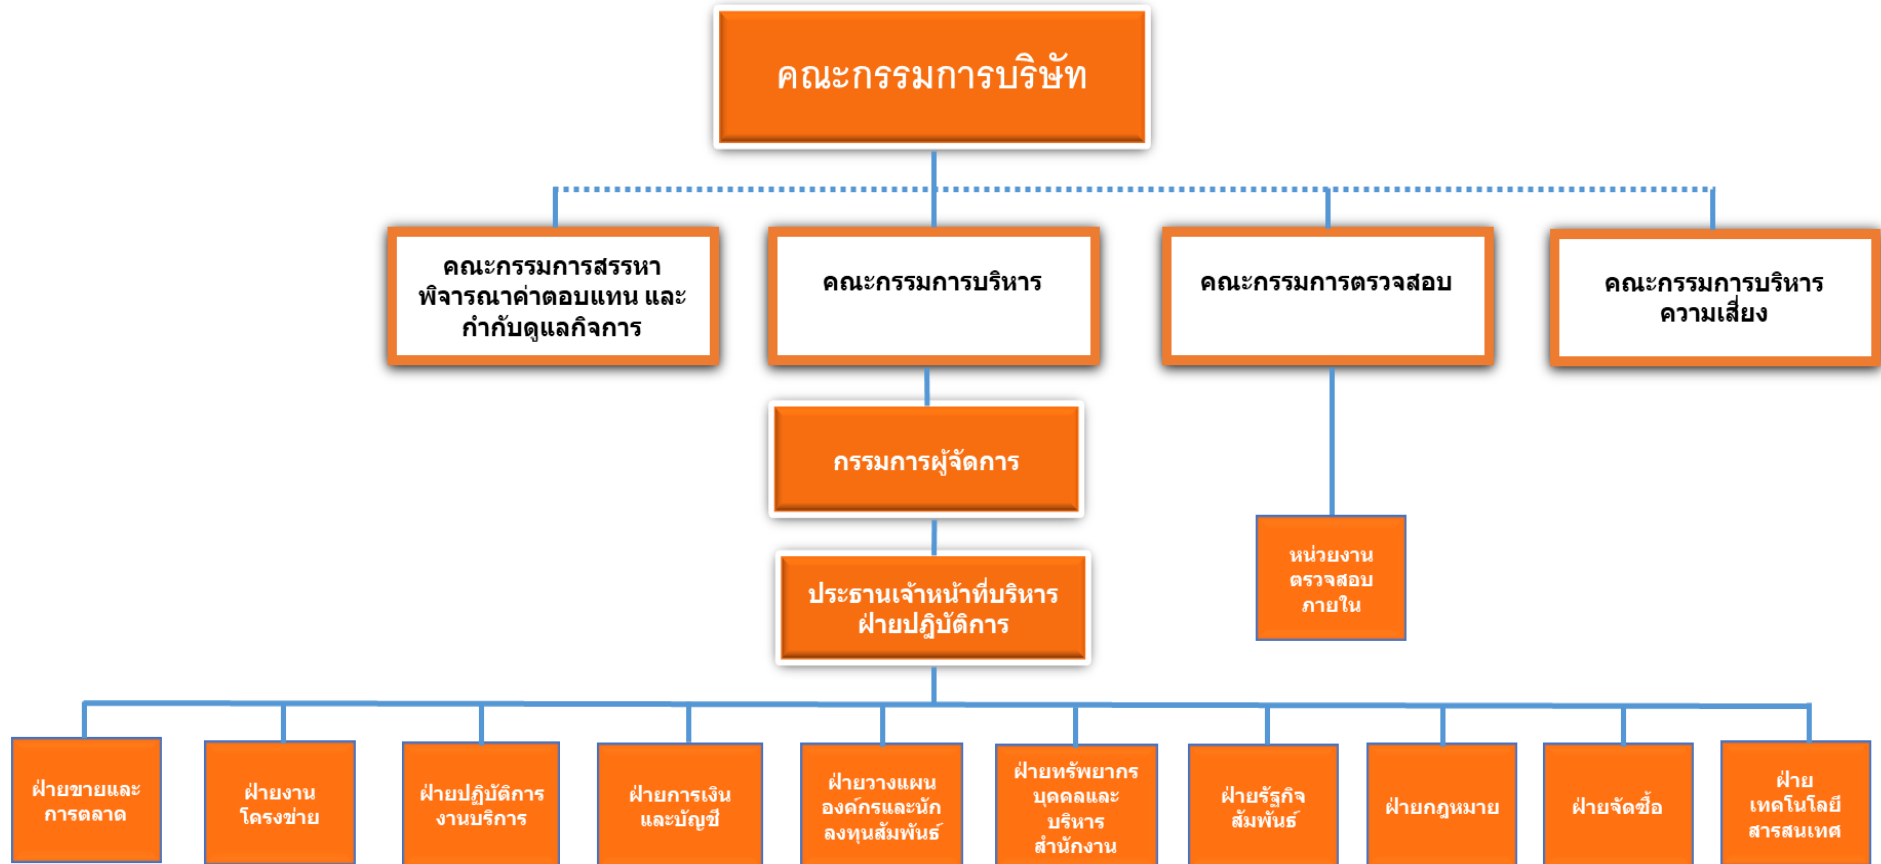 คณะกรรมการบริษัท
คณะกรรมการสรรหา
พิจารณาค่าตอบแทน และ
กำกับดูแลกิจการ
คณะกรรมการบริหาร
คณะกรรมการตรวจสอบ
คณะกรรมการบริหาร
ความเสี่ยง
กรรมการผู้จัดการ
หน่วยงาน
ตรวจสอบ
ภายใน
ประธานเจ้าหน้าที่บริหาร
ฝ่ายปฎิบัติการ
ฝ่ายขายและ
การตลาด
ฝ่ายงาน
โครงข่าย
ฝ่ายปฏิบัติการ
งานบริการ
ฝ่ายการเงิน
และบัญชี
ฝ่ายวางแผน
องค์กรและนัก
ลงทุนสัมพันธ์
ฝ่ายทรัพยากร
บุคคลและ
บริหาร
สำนักงาน
ฝ่ายรัฐกิจ
สัมพันธ์
ฝ่ายกฎหมาย
ฝ่ายจัดซื้อ
ฝ่าย
เทคโนโลยี
สารสนเทศ